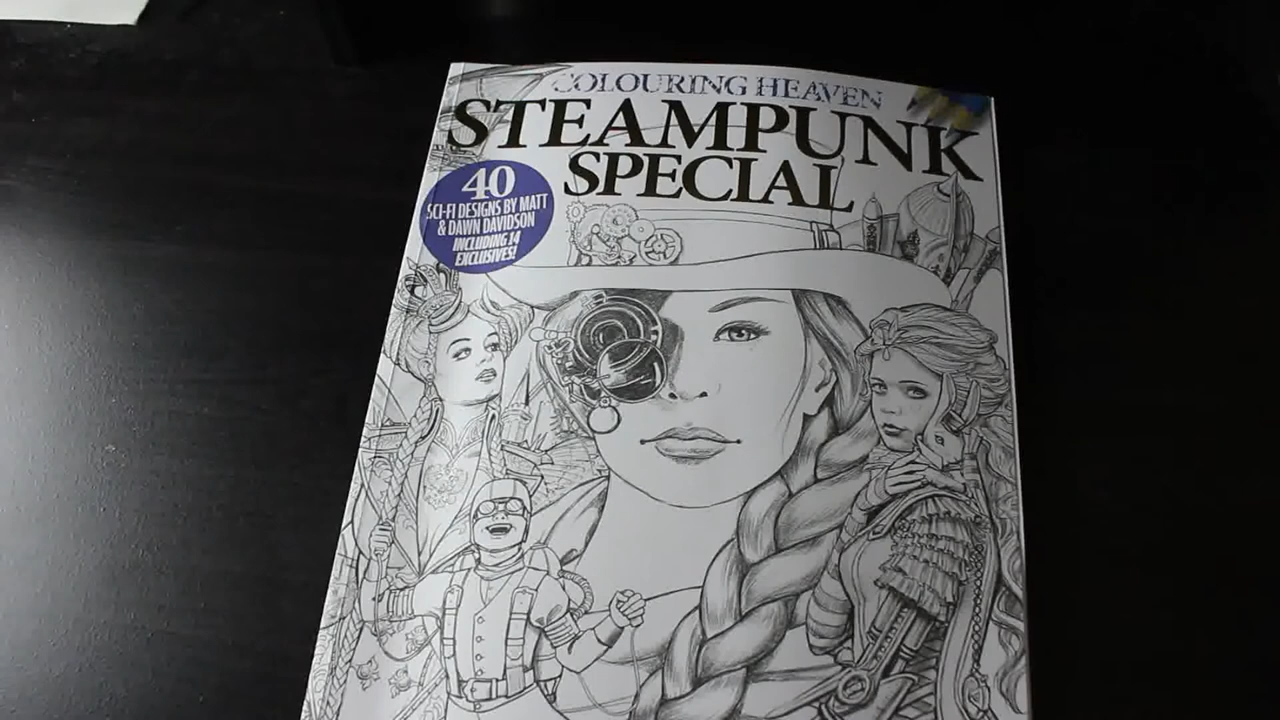 COLOURING HEAVEN
STEAMPUNK
SPECIAL
40
SCI-FI DESIGNS BY MATT
& DAWN DAVIDSON
INCLUDING 14
EXCLUSIVES!